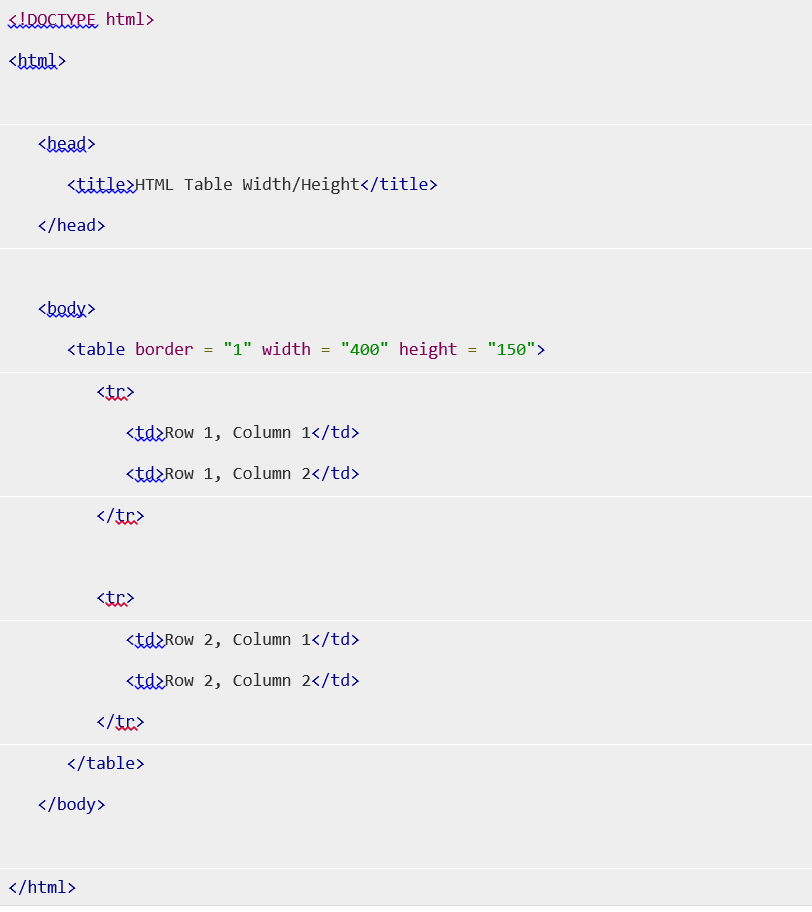 <!DOCTYPE html>
<html>
<head>
<title>HTML Table Width/Height</title>
</head>
<body>
<table border = "1" width = "400" height = "150">
<tr>
<td>Row 1, Column 1</td>
<td>Row 1, Column 2</td>
</tr>
<tr>
<td>Row 2, Column 1</td>
<td>Row 2, Column 2</td>
</tr>
</table>
</body>
</html>